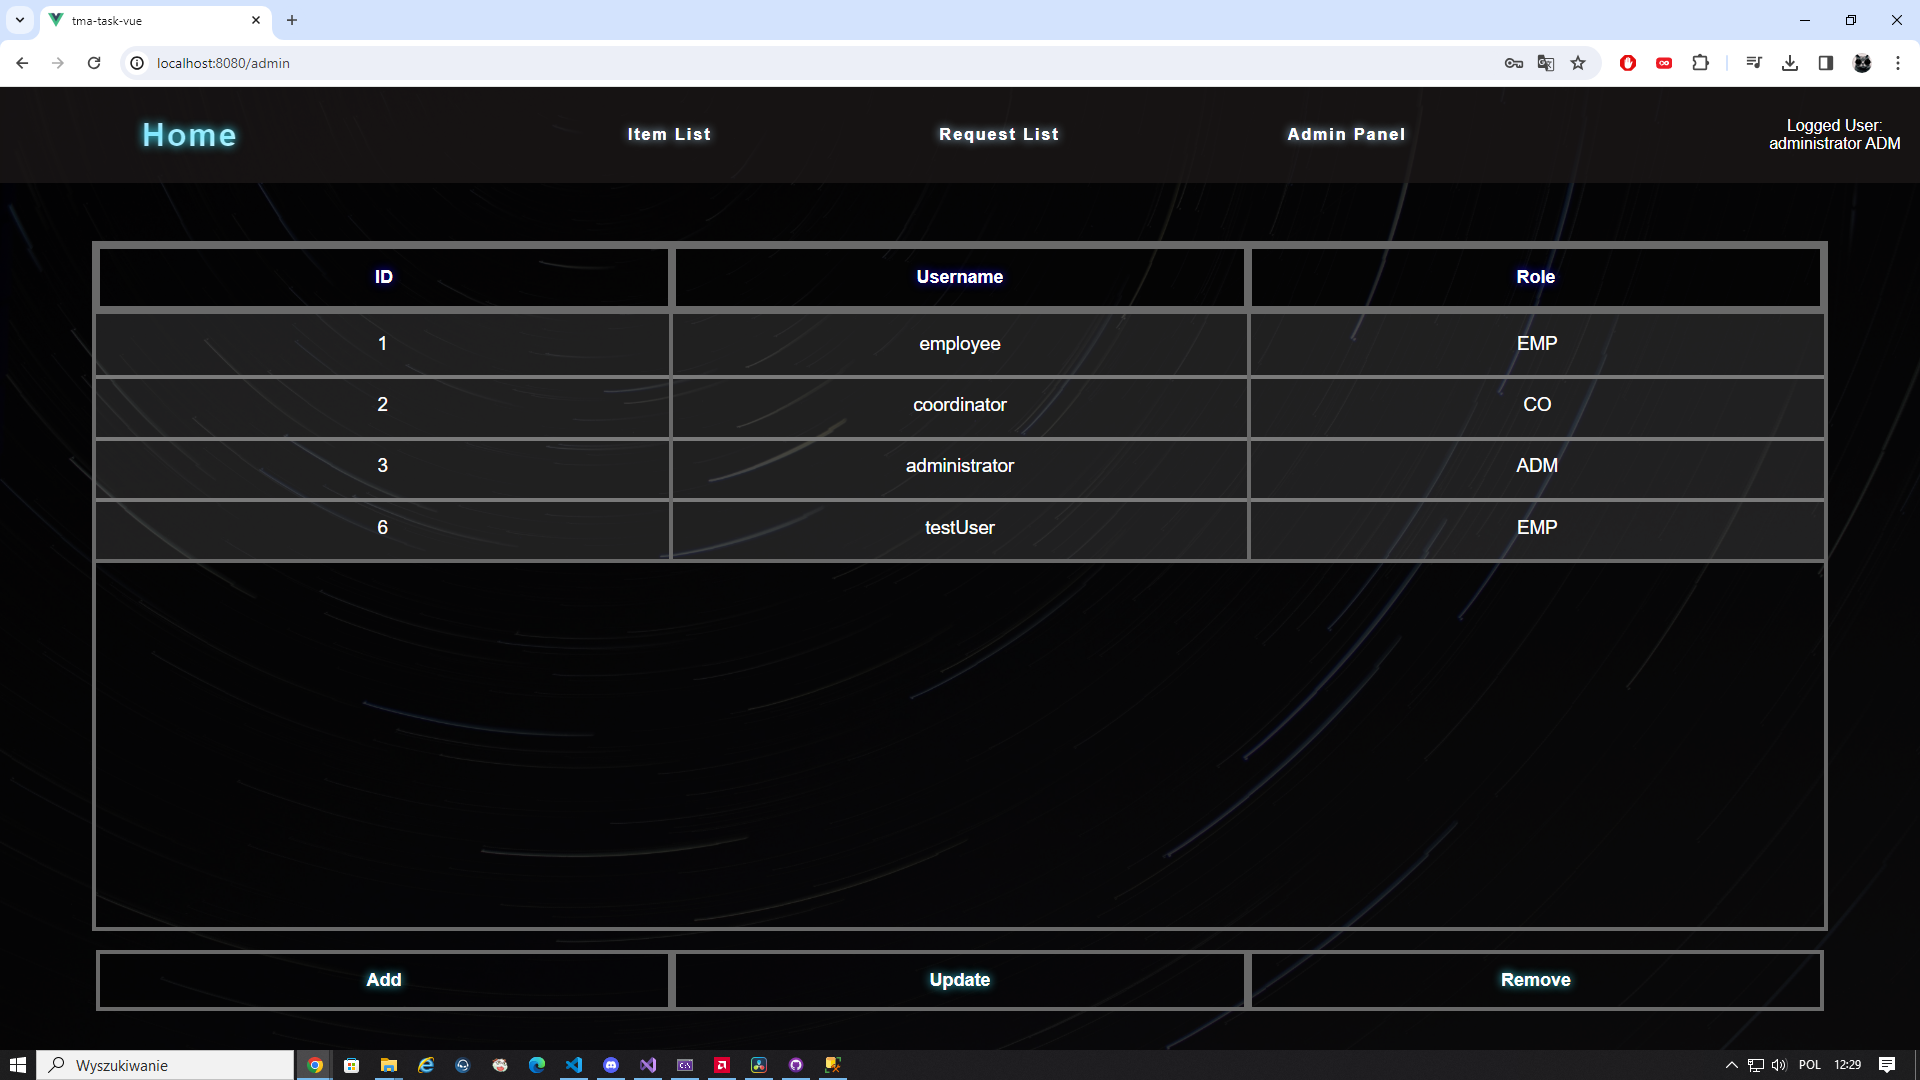 tma-task-vue
localhost:8080/admin
Home
Item List
Request List
Admin Panel
Logged User:
administrator ADM
ID Username Role
1 employee EMP
2 coordinator CO
3 administrator ADM
6 testUser EMP
Add Update Remove
Wyszukiwanie
POL 12:29